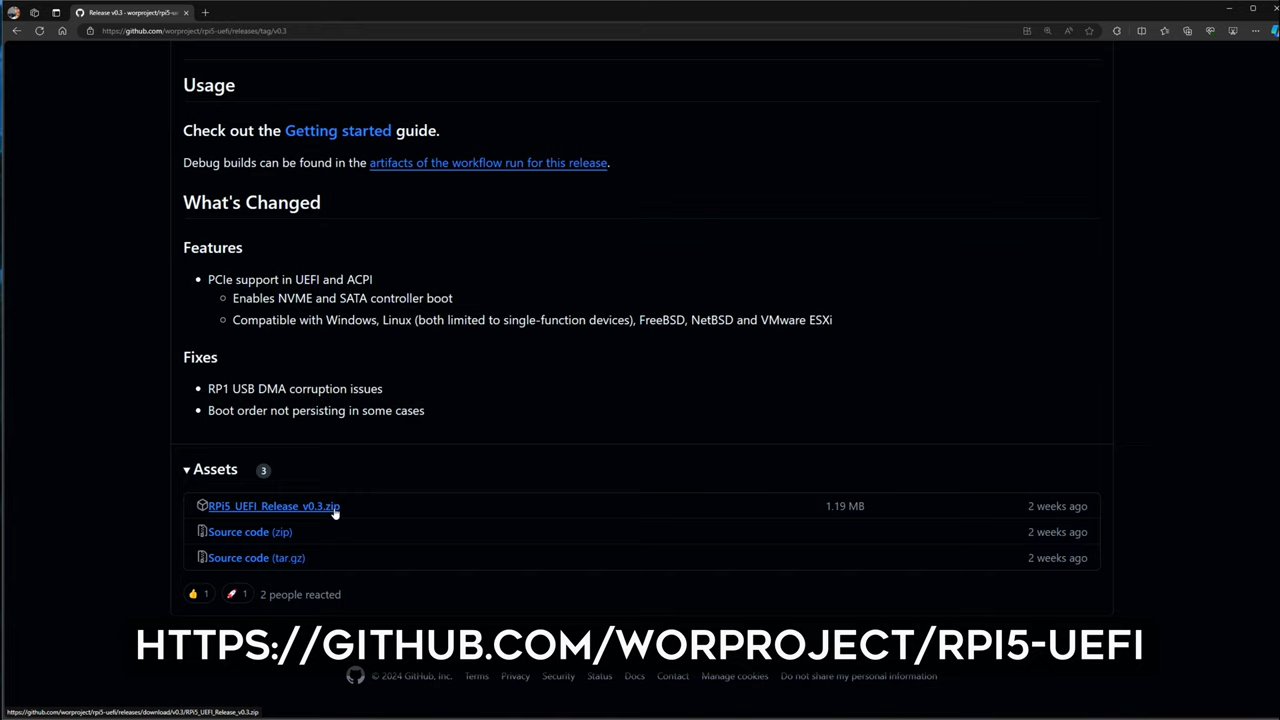 Release v0.3 - worproject/rpi5-u
https://github.com/worproject/rpi5-uefi/releases/tag/v0.3
Usage
Check out the Getting started guide.
Debug builds can be found in the artifacts of the workflow run for this release.
What's Changed
Features
PCIe support in UEFI and ACPI
Enables NVME and SATA controller boot
Compatible with Windows, Linux (both limited to single-function devices), FreeBSD, NetBSD and VMware ESXi
Fixes
RP1 USB DMA corruption issues
Boot order not persisting in some cases
Assets 3
RPi5_UEFI_Release_v0.3.zip 1.19 MB 2 weeks ago
Source code (zip) 2 weeks ago
Source code (tar.gz) 2 weeks ago
👍 1 🚀 1 2 people reacted
HTTPS://GITHUB.COM/WORPROJECT/RPI5-UEFI
© 2024 GitHub, Inc. Terms Privacy Security Status Docs Contact Manage cookies Do not share my personal information
https://github.com/worproject/rpi5-uefi/releases/download/v0.3/RPi5_UEFI_Release_v0.3.zip